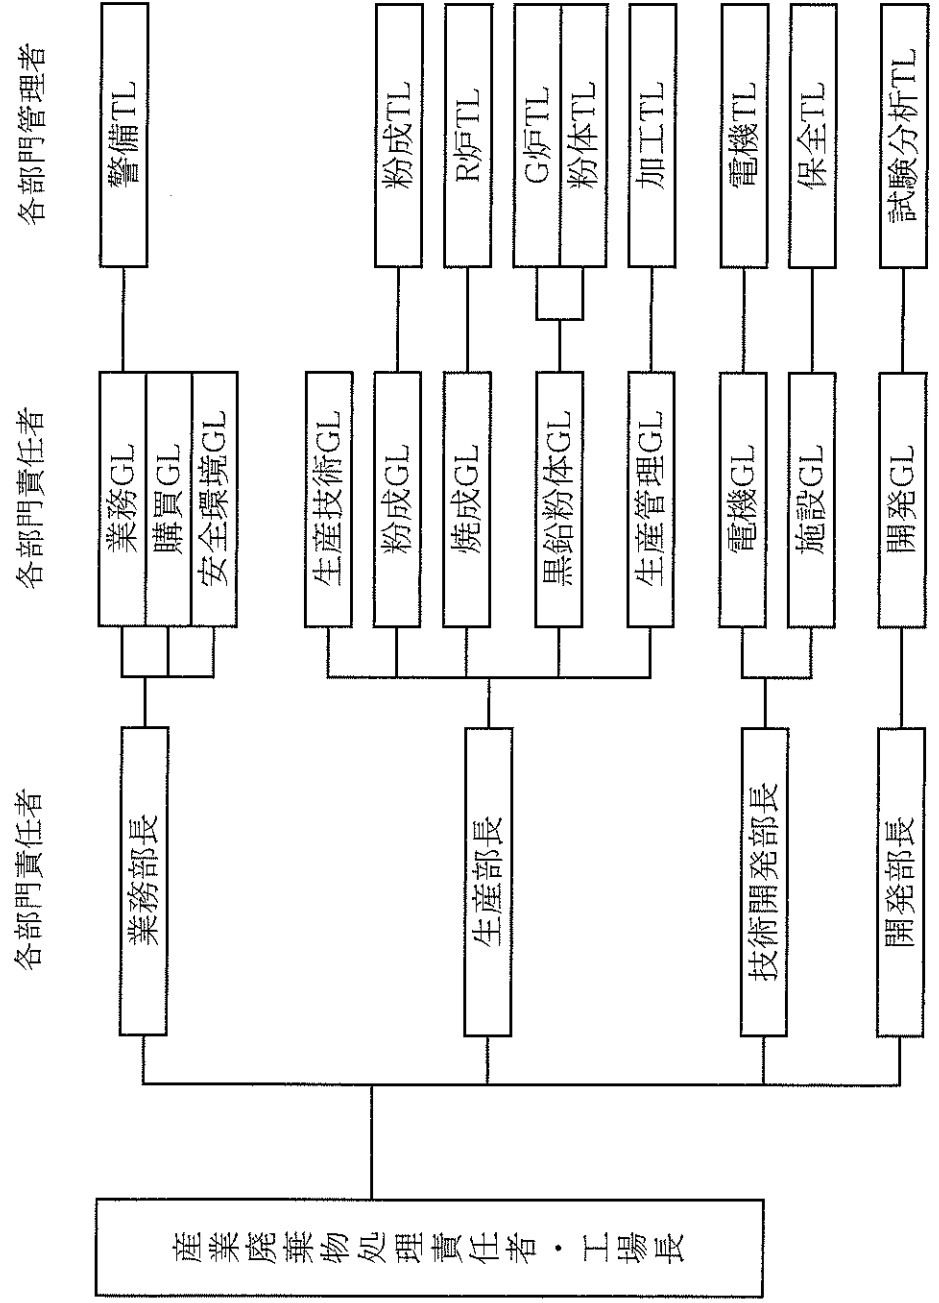 各部門責任者
各部門責任者
各部門管理者
産業廃棄物処理責任者・工場長
業務部長
業務GL
警備TL
購買GL
安全環境GL
生産部長
生産技術GL
粉成GL
粉成TL
焼成GL
R炉TL
黒鉛粉体GL
G炉TL
粉体TL
生産管理GL
加工TL
技術開発部長
電機GL
電機TL
施設GL
保全TL
開発部長
開発GL
試験分析TL